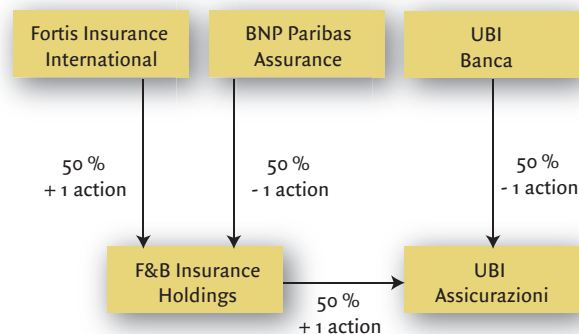 Fortis Insurance
International
BNP Paribas
Assurance
UBI
Banca
50 %
+ 1 action
50 %
- 1 action
50 %
- 1 action
F&B Insurance
Holdings
50 %
+ 1 action
UBI
Assicurazioni